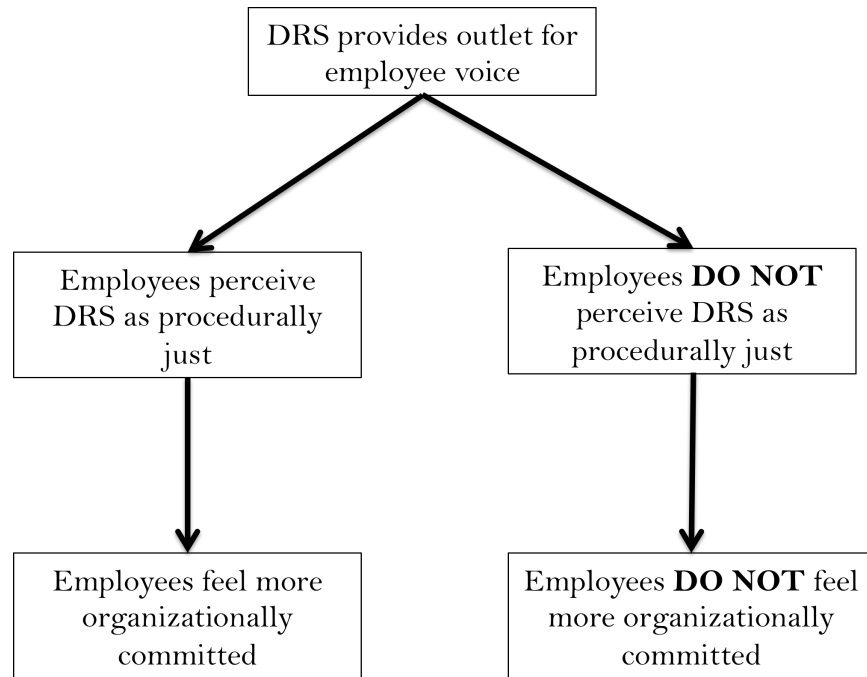 DRS provides outlet for
employee voice
Employees perceive
DRS as procedurally
just
Employees DO NOT
perceive DRS as
procedurally just
Employees feel more
organizationally
committed
Employees DO NOT feel
more organizationally
committed